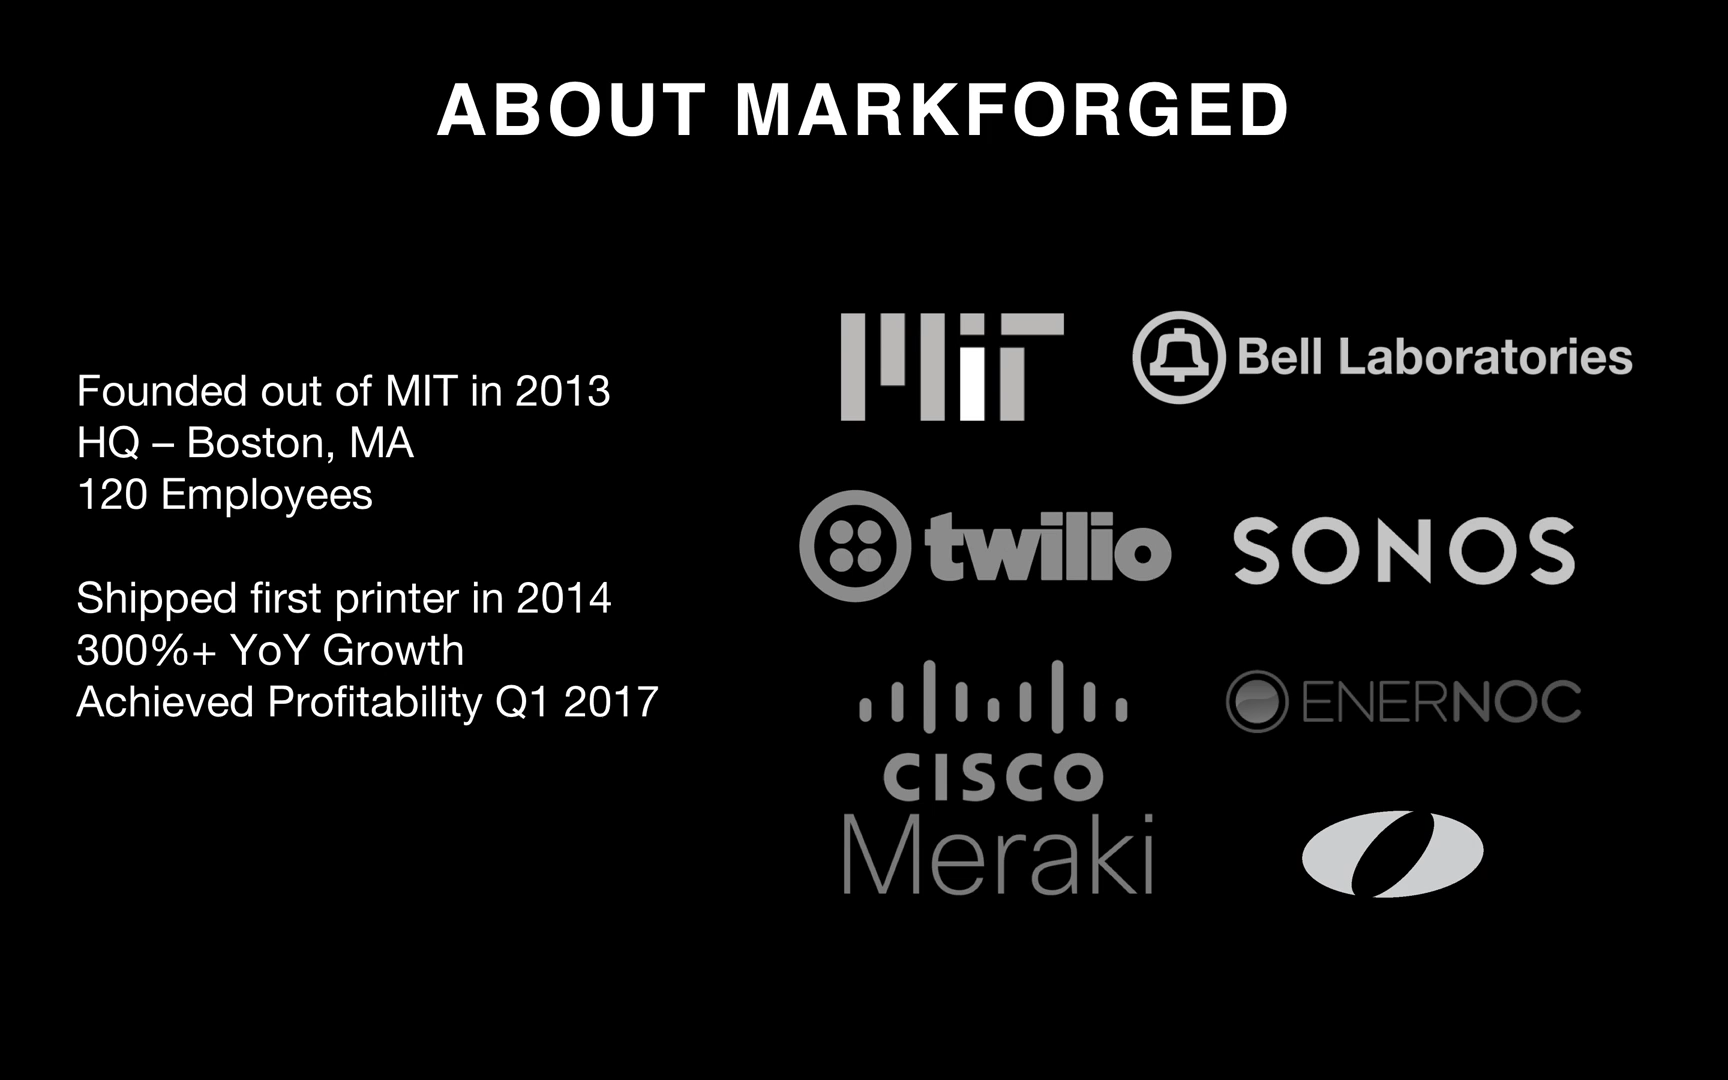 ABOUT MARKFORGED
Founded out of MIT in 2013
HQ – Boston, MA
120 Employees
Shipped first printer in 2014
300%+ YoY Growth
Achieved Profitability Q1 2017
MIT
Bell Laboratories
twilio
SONOS
CISCO
Meraki
ENERNOC